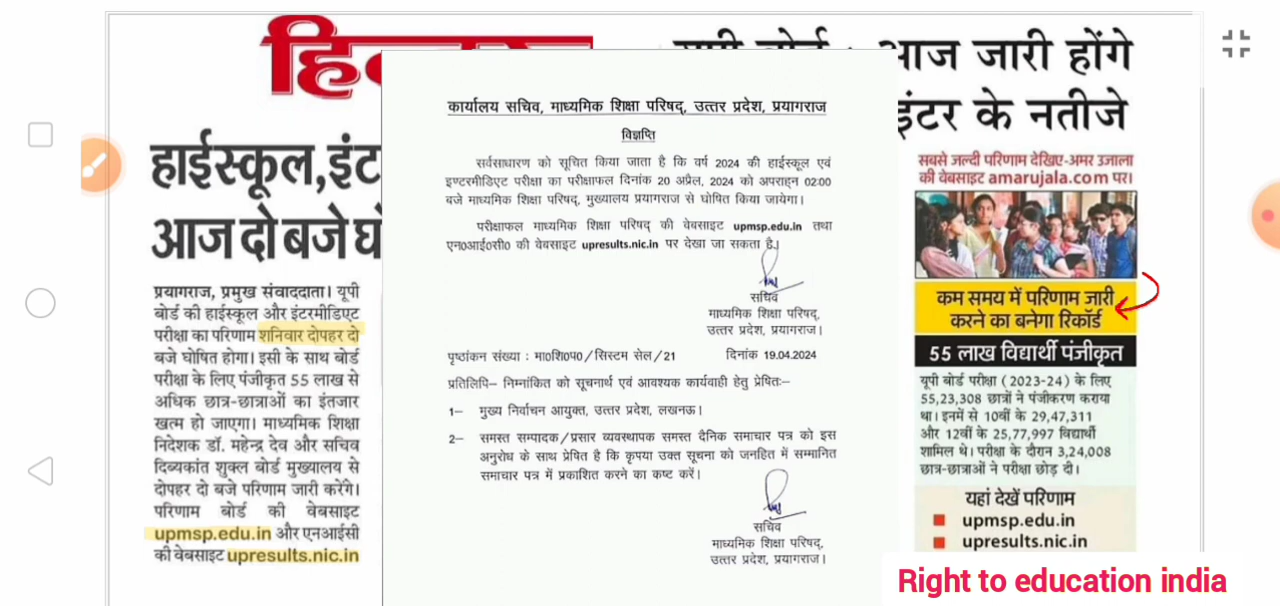 हाईस्कूल, इंट
आज दो बजे घो
प्रयागराज, प्रमुख संवाददाता। यूपी
बोर्ड की हाईस्कूल और इंटरमीडिएट
परीक्षा का परिणाम शनिवार दोपहर दो
बजे घोषित होगा। इसी के साथ बोर्ड
परीक्षा के लिए पंजीकृत 55 लाख से
अधिक छात्र-छात्राओं का इंतजार
खत्म हो जाएगा। माध्यमिक शिक्षा
निदेशक डॉ. महेन्द्र देव और सचिव
दिब्यकांत शुक्ल बोर्ड मुख्यालय से
दोपहर दो बजे परिणाम जारी करेंगे।
परिणाम बोर्ड की वेबसाइट
upmsp.edu.in और एनआईसी
की वेबसाइट upresults.nic.in
कार्यालय सचिव, माध्यमिक शिक्षा परिषद्, उत्तर प्रदेश, प्रयागराज
विज्ञप्ति
सर्वसाधारण को सूचित किया जाता है कि वर्ष 2024 की हाईस्कूल एवं
इण्टरमीडिएट परीक्षा का परीक्षाफल दिनांक 20 अप्रैल, 2024 को अपराह्न 02:00
बजे माध्यमिक शिक्षा परिषद्, मुख्यालय प्रयागराज से घोषित किया जायेगा।
परीक्षाफल माध्यमिक शिक्षा परिषद् की वेबसाइट upmsp.edu.in तथा
एन0आई0सी0 की वेबसाइट upresults.nic.in पर देखा जा सकता है।
सचिव
माध्यमिक शिक्षा परिषद्,
उत्तर प्रदेश, प्रयागराज।
पृष्ठांकन संख्या : मा0शि0प0/सिस्टम सेल/21 दिनांक 19.04.2024
प्रतिलिपि– निम्नांकित को सूचनार्थ एवं आवश्यक कार्यवाही हेतु प्रेषितः–
1– मुख्य निर्वाचन आयुक्त, उत्तर प्रदेश, लखनऊ।
2– समस्त सम्पादक/प्रसार व्यवस्थापक समस्त दैनिक समाचार पत्र को इस
अनुरोध के साथ प्रेषित है कि कृपया उक्त सूचना को जनहित में सम्मानित
समाचार पत्र में प्रकाशित करने का कष्ट करें।
सचिव
माध्यमिक शिक्षा परिषद्,
उत्तर प्रदेश, प्रयागराज।
आज जारी होंगे
इंटर के नतीजे
सबसे जल्दी परिणाम देखिए-अमर उजाला
की वेबसाइट amarujala.com पर।
कम समय में परिणाम जारी
करने का बनेगा रिकॉर्ड
55 लाख विद्यार्थी पंजीकृत
यूपी बोर्ड परीक्षा (2023-24) के लिए
55,23,308 छात्रों ने पंजीकरण कराया
था। इनमें से 10वीं के 29,47,311
और 12वीं के 25,77,997 विद्यार्थी
शामिल थे। परीक्षा के दौरान 3,24,008
छात्र-छात्राओं ने परीक्षा छोड़ दी।
यहां देखें परिणाम
upmsp.edu.in
upresults.nic.in
Right to education india